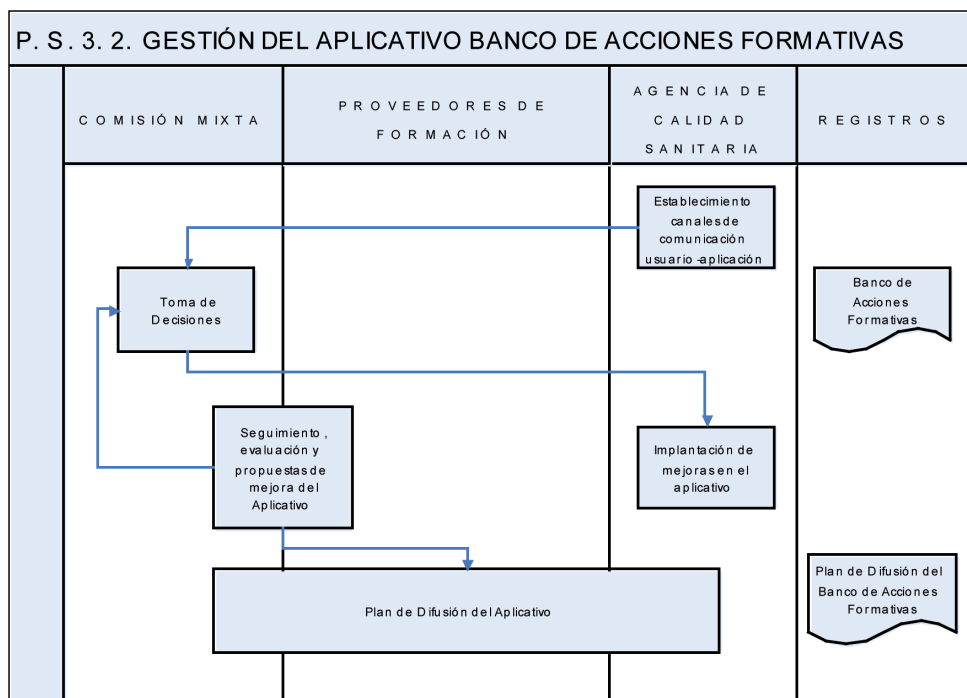 P. S. 3. 2. GESTIÓN DEL APLICATIVO BANCO DE ACCIONES FORMATIVAS
COMISIÓN MIXTA
PROVEEDORES DE
FORMACIÓN
AGENCIA DE
CALIDAD
SANITARIA
REGISTROS
Establecimiento
canales de
comunicación
usuario -aplicación
Toma de
Decisiones
Banco de
Acciones
Formativas
Seguimiento ,
evaluación y
propuestas de
mejora del
Aplicativo
Implantación de
mejoras en el
aplicativo
Plan de Difusión del Aplicativo
Plan de Difusión del
Banco de Acciones
Formativas